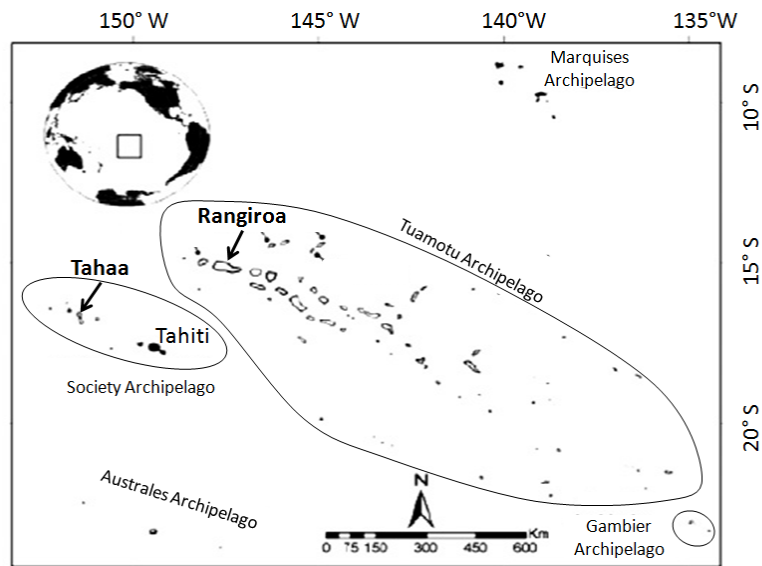 150°W 145°W 140°W 135°W
Marquises
Archipelago
10° S
Rangiroa
Tuamotu Archipelago
15° S
Tahaa
Tahiti
Society Archipelago
20° S
Australes Archipelago
N
Gambier
Archipelago
Km
0 75 150 300 450 600